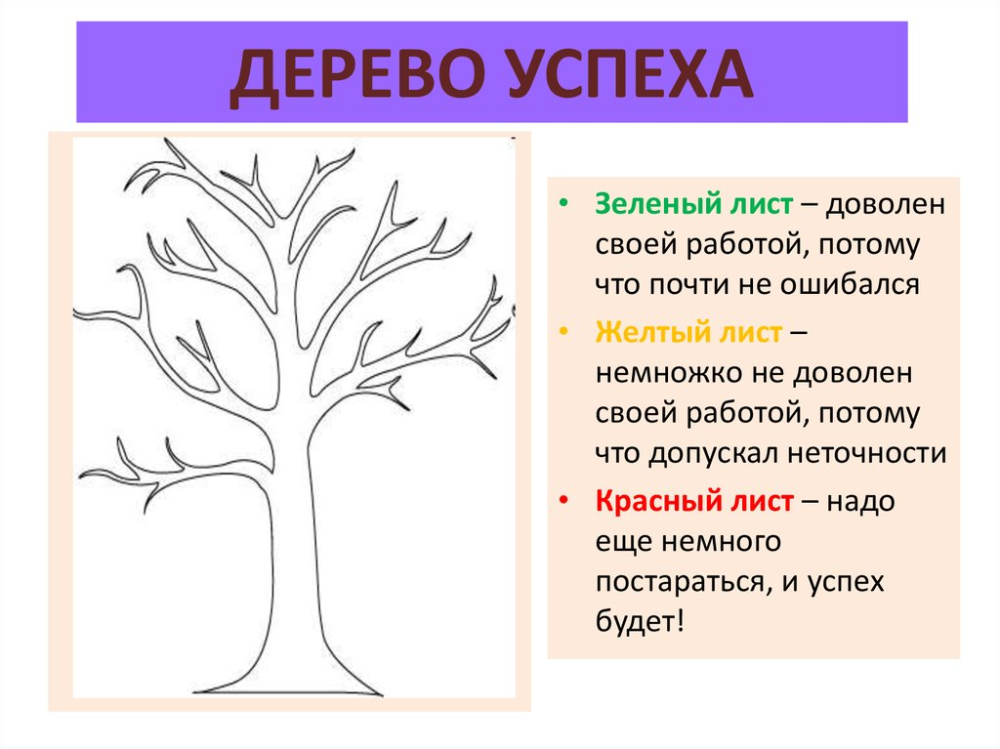 ДЕРЕВО УСПЕХА
• Зеленый лист – доволен
своей работой, потому
что почти не ошибался
• Желтый лист –
немножко не доволен
своей работой, потому
что допускал неточности
• Красный лист – надо
еще немного
постараться, и успех
будет!